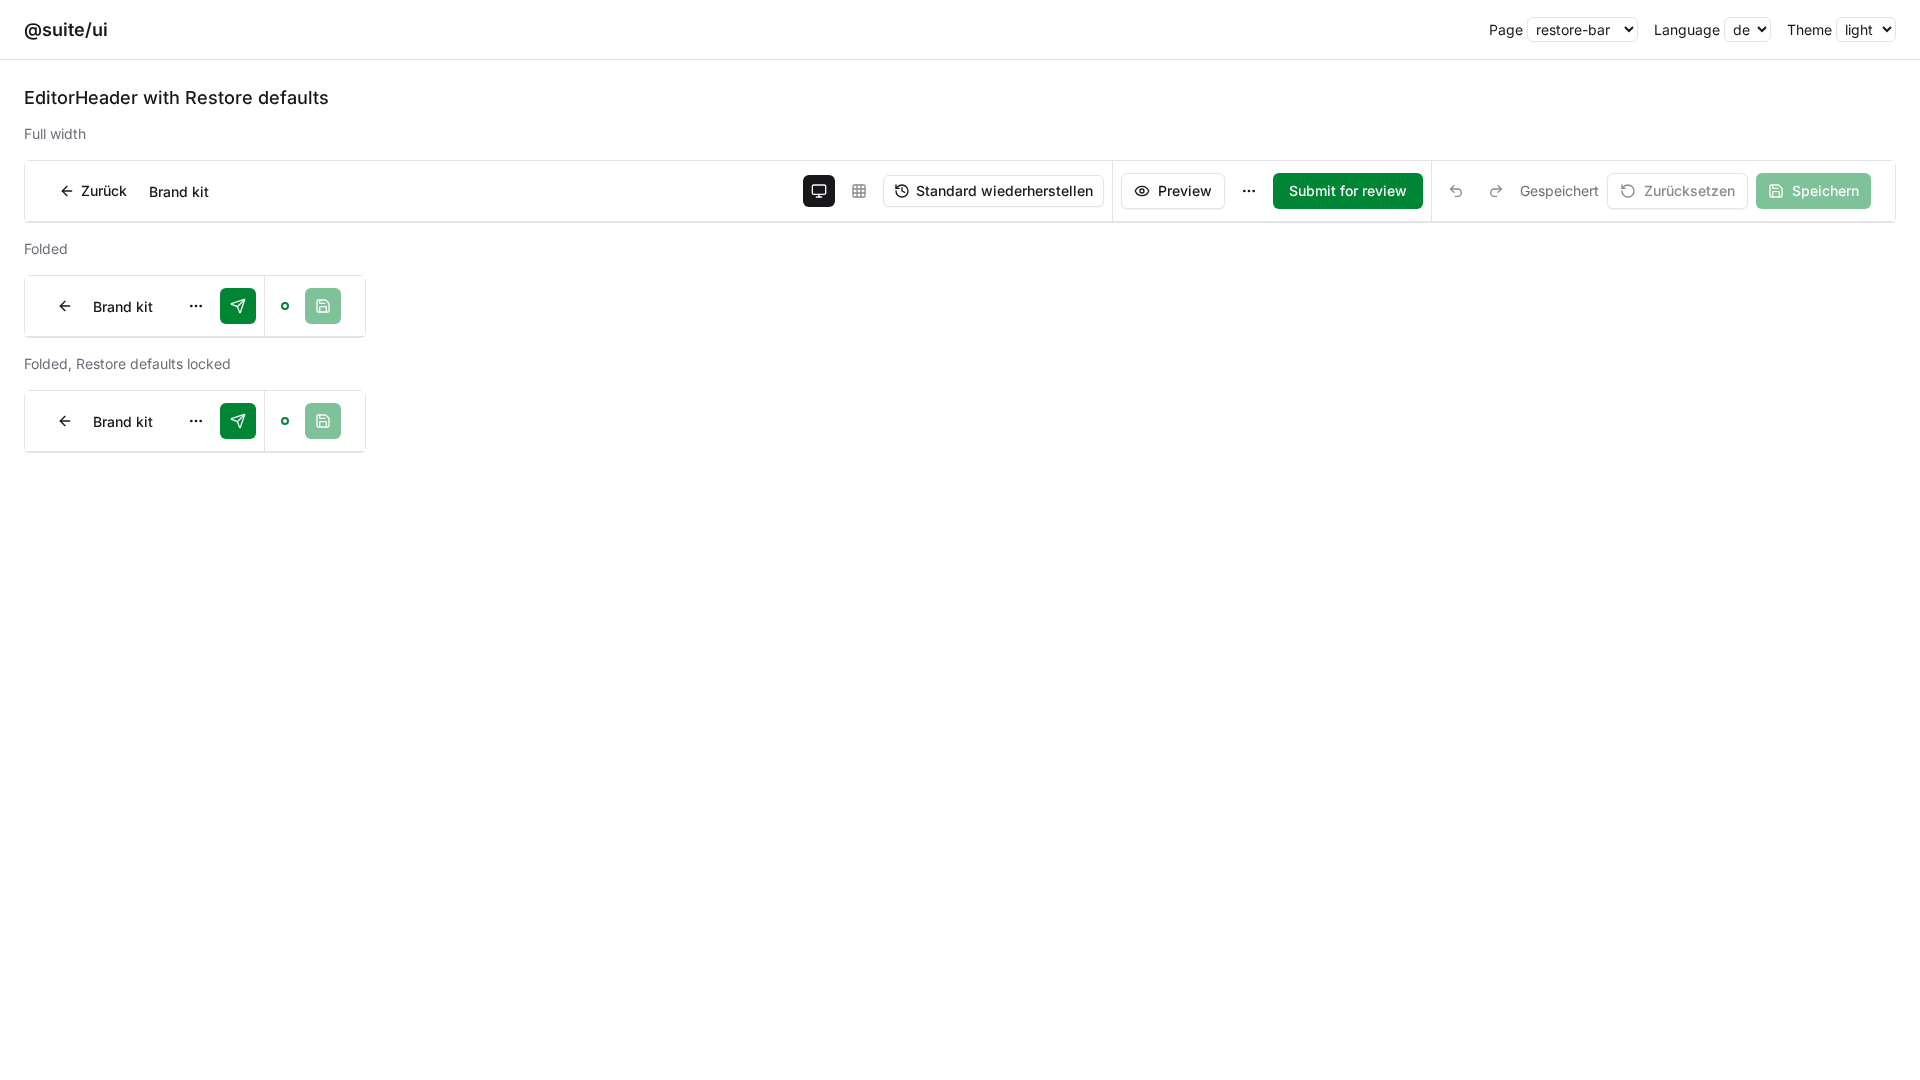 @suite/ui
Page restore-bar Language de Theme light
EditorHeader with Restore defaults
Full width
Zurück Brand kit Standard wiederherstellen Preview Submit for review Gespeichert Zurücksetzen Speichern
Folded
Brand kit
Folded, Restore defaults locked
Brand kit